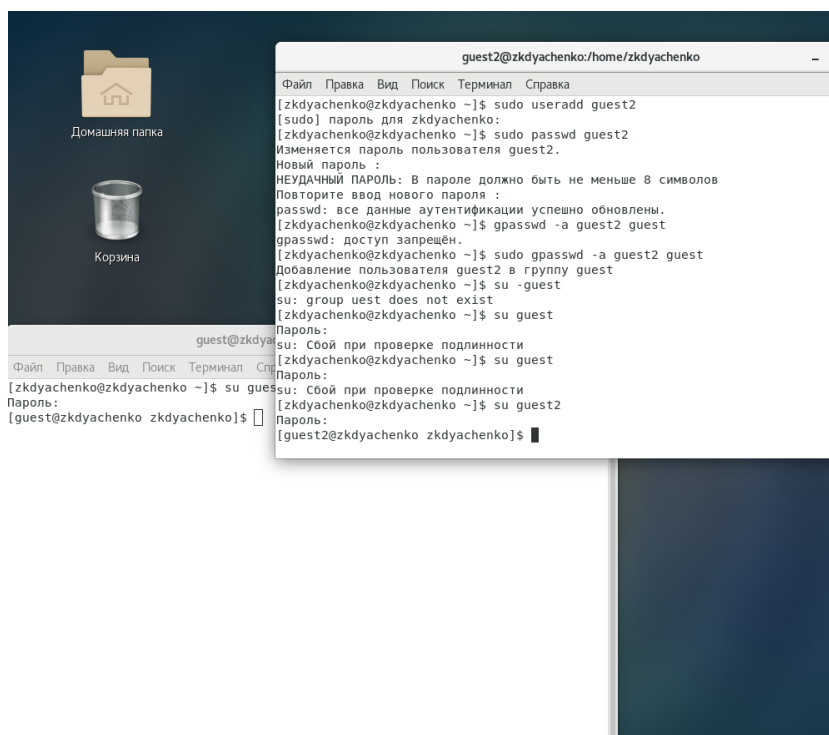 Домашняя папка
Корзина
guest2@zkdyachenko:/home/zkdyachenko
Файл Правка Вид Поиск Терминал Справка
[zkdyachenko@zkdyachenko ~]$ sudo useradd guest2
[sudo] пароль для zkdyachenko:
[zkdyachenko@zkdyachenko ~]$ sudo passwd guest2
Изменяется пароль пользователя guest2.
Новый пароль :
НЕУДАЧНЫЙ ПАРОЛЬ: В пароле должно быть не меньше 8 символов
Повторите ввод нового пароля :
passwd: все данные аутентификации успешно обновлены.
[zkdyachenko@zkdyachenko ~]$ gpasswd -a guest2 guest
gpasswd: доступ запрещён.
[zkdyachenko@zkdyachenko ~]$ sudo gpasswd -a guest2 guest
Добавление пользователя guest2 в группу guest
[zkdyachenko@zkdyachenko ~]$ su -guest
su: group uest does not exist
[zkdyachenko@zkdyachenko ~]$ su guest
Пароль:
su: Сбой при проверке подлинности
[zkdyachenko@zkdyachenko ~]$ su guest
Пароль:
su: Сбой при проверке подлинности
[zkdyachenko@zkdyachenko ~]$ su guest2
Пароль:
[guest2@zkdyachenko zkdyachenko]$
guest@zkdya
Файл Правка Вид Поиск Терминал Спр
[zkdyachenko@zkdyachenko ~]$ su gues
Пароль:
[guest@zkdyachenko zkdyachenko]$